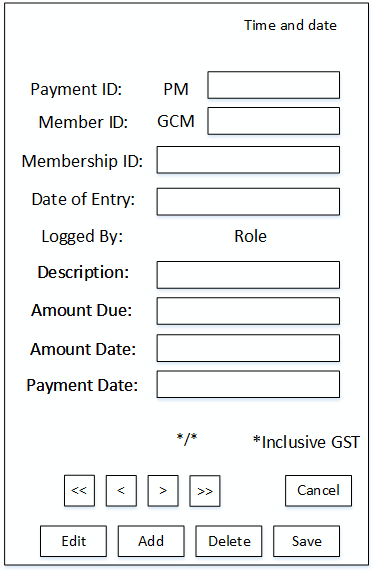 Time and date
Payment ID: PM
Member ID: GCM
Membership ID:
Date of Entry:
Logged By: Role
Description:
Amount Due:
Amount Date:
Payment Date:
*/* *Inclusive GST
<< < > >> Cancel
Edit Add Delete Save